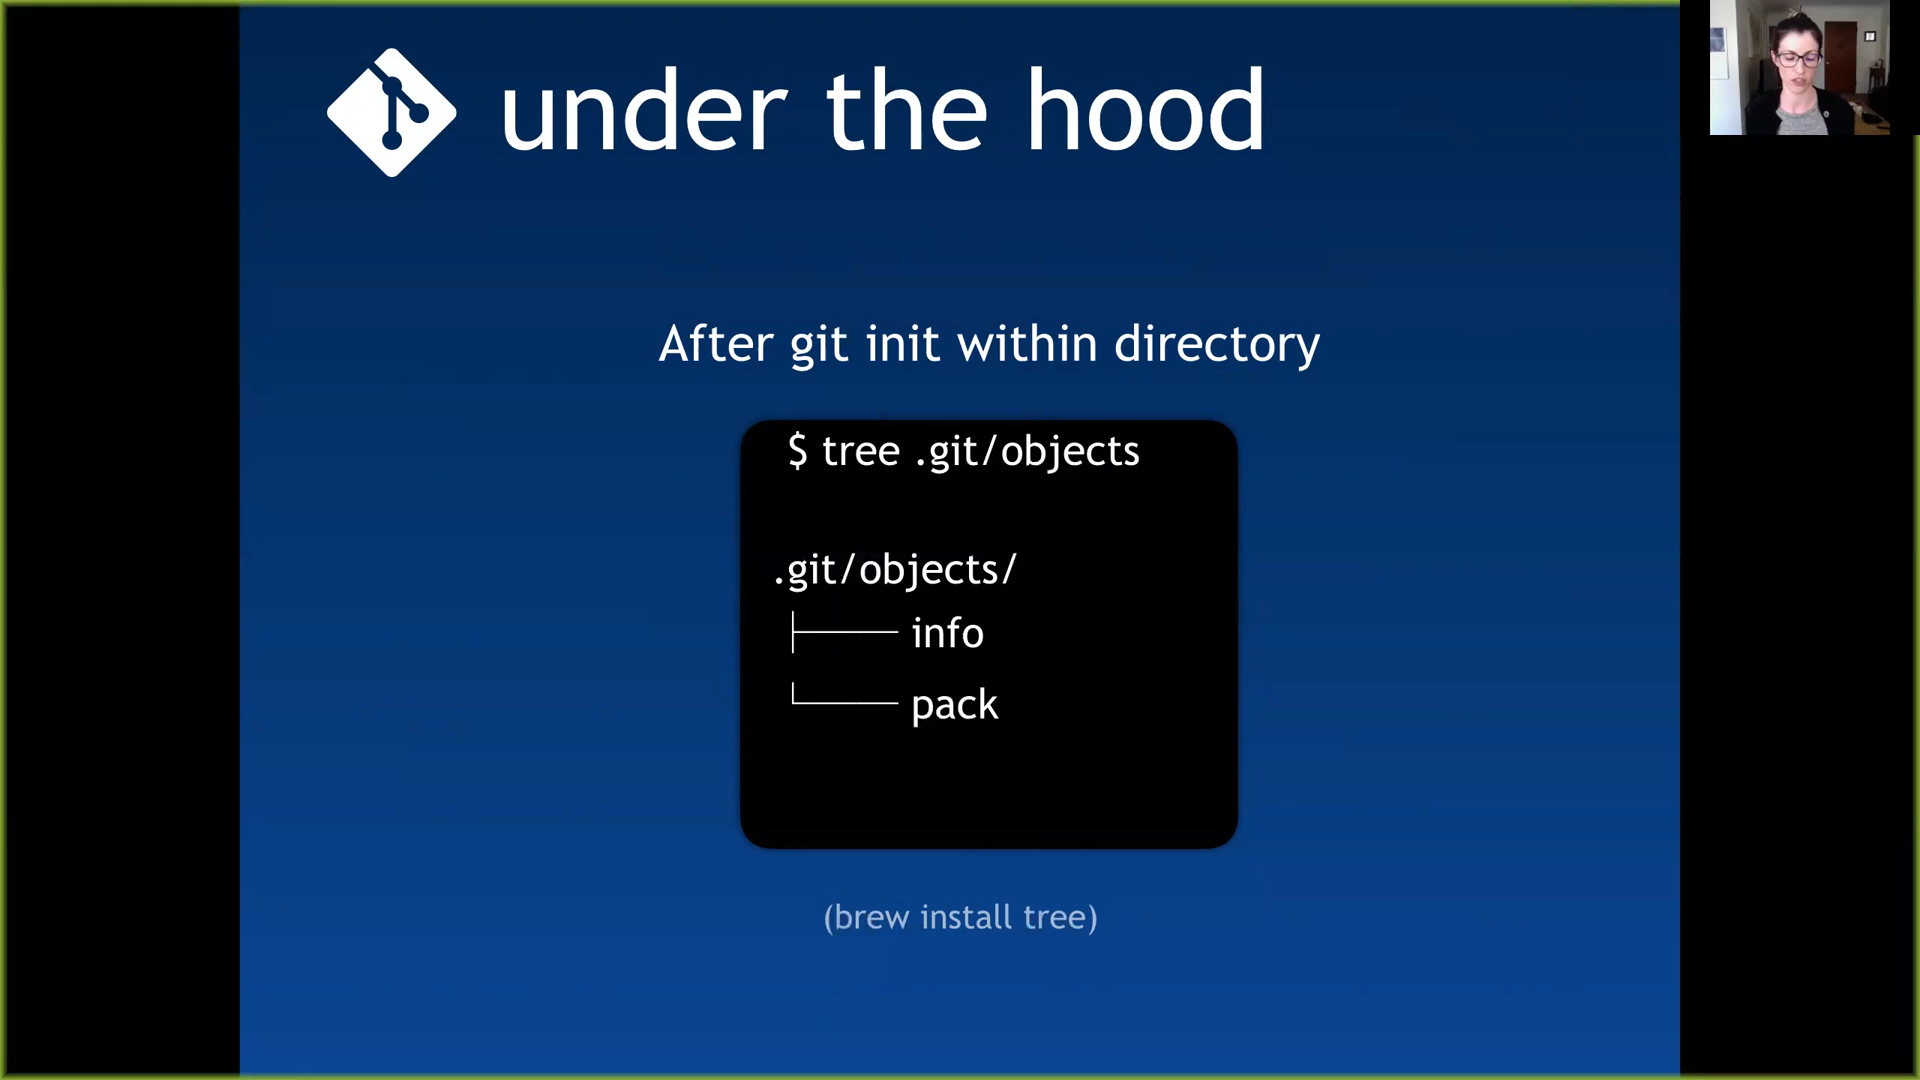 under the hood
After git init within directory
$ tree .git/objects
.git/objects/
├── info
└── pack
(brew install tree)